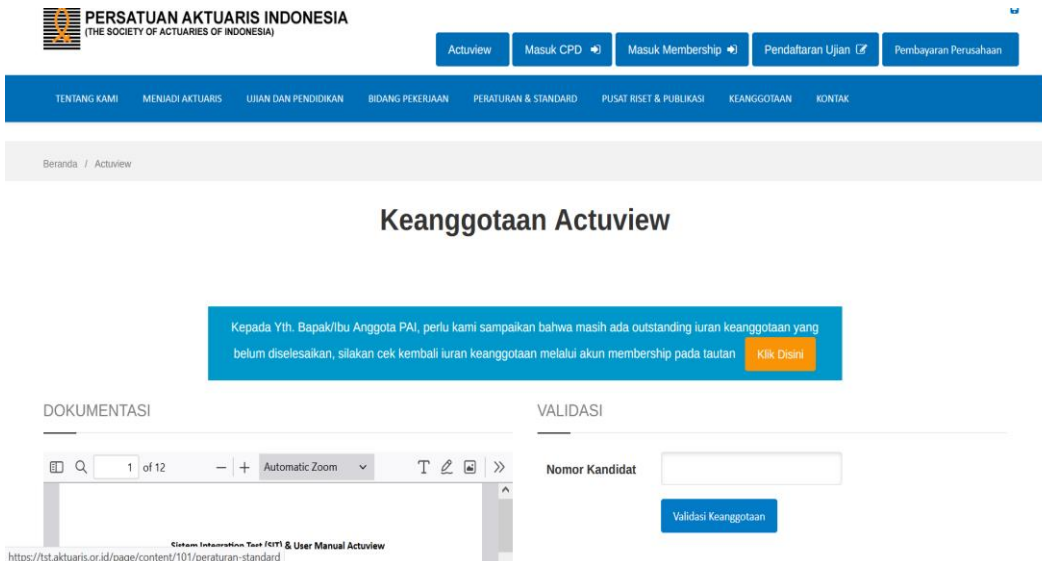 PERSATUAN AKTUARIS INDONESIA
(THE SOCIETY OF ACTUARIES OF INDONESIA)
Actuview
Masuk CPD
Masuk Membership
Pendaftaran Ujian
Pembayaran Perusahaan
TENTANG KAMI
MENJADI AKTUARIS
UJIAN DAN PENDIDIKAN
BIDANG PEKERJAAN
PERATURAN & STANDARD
PUSAT RISET & PUBLIKASI
KEANGGOTAAN
KONTAK
Beranda / Actuview
Keanggotaan Actuview
Kepada Yth. Bapak/Ibu Anggota PAI, perlu kami sampaikan bahwa masih ada outstanding iuran keanggotaan yang
belum diselesaikan, silakan cek kembali iuran keanggotaan melalui akun membership pada tautan Klik Disini
DOKUMENTASI
1 of 12
Automatic Zoom
Sistem Integration Test (SIT) & User Manual Actuview
VALIDASI
Nomor Kandidat
Validasi Keanggotaan
https://tst.aktuaris.or.id/page/content/101/peraturan-standard